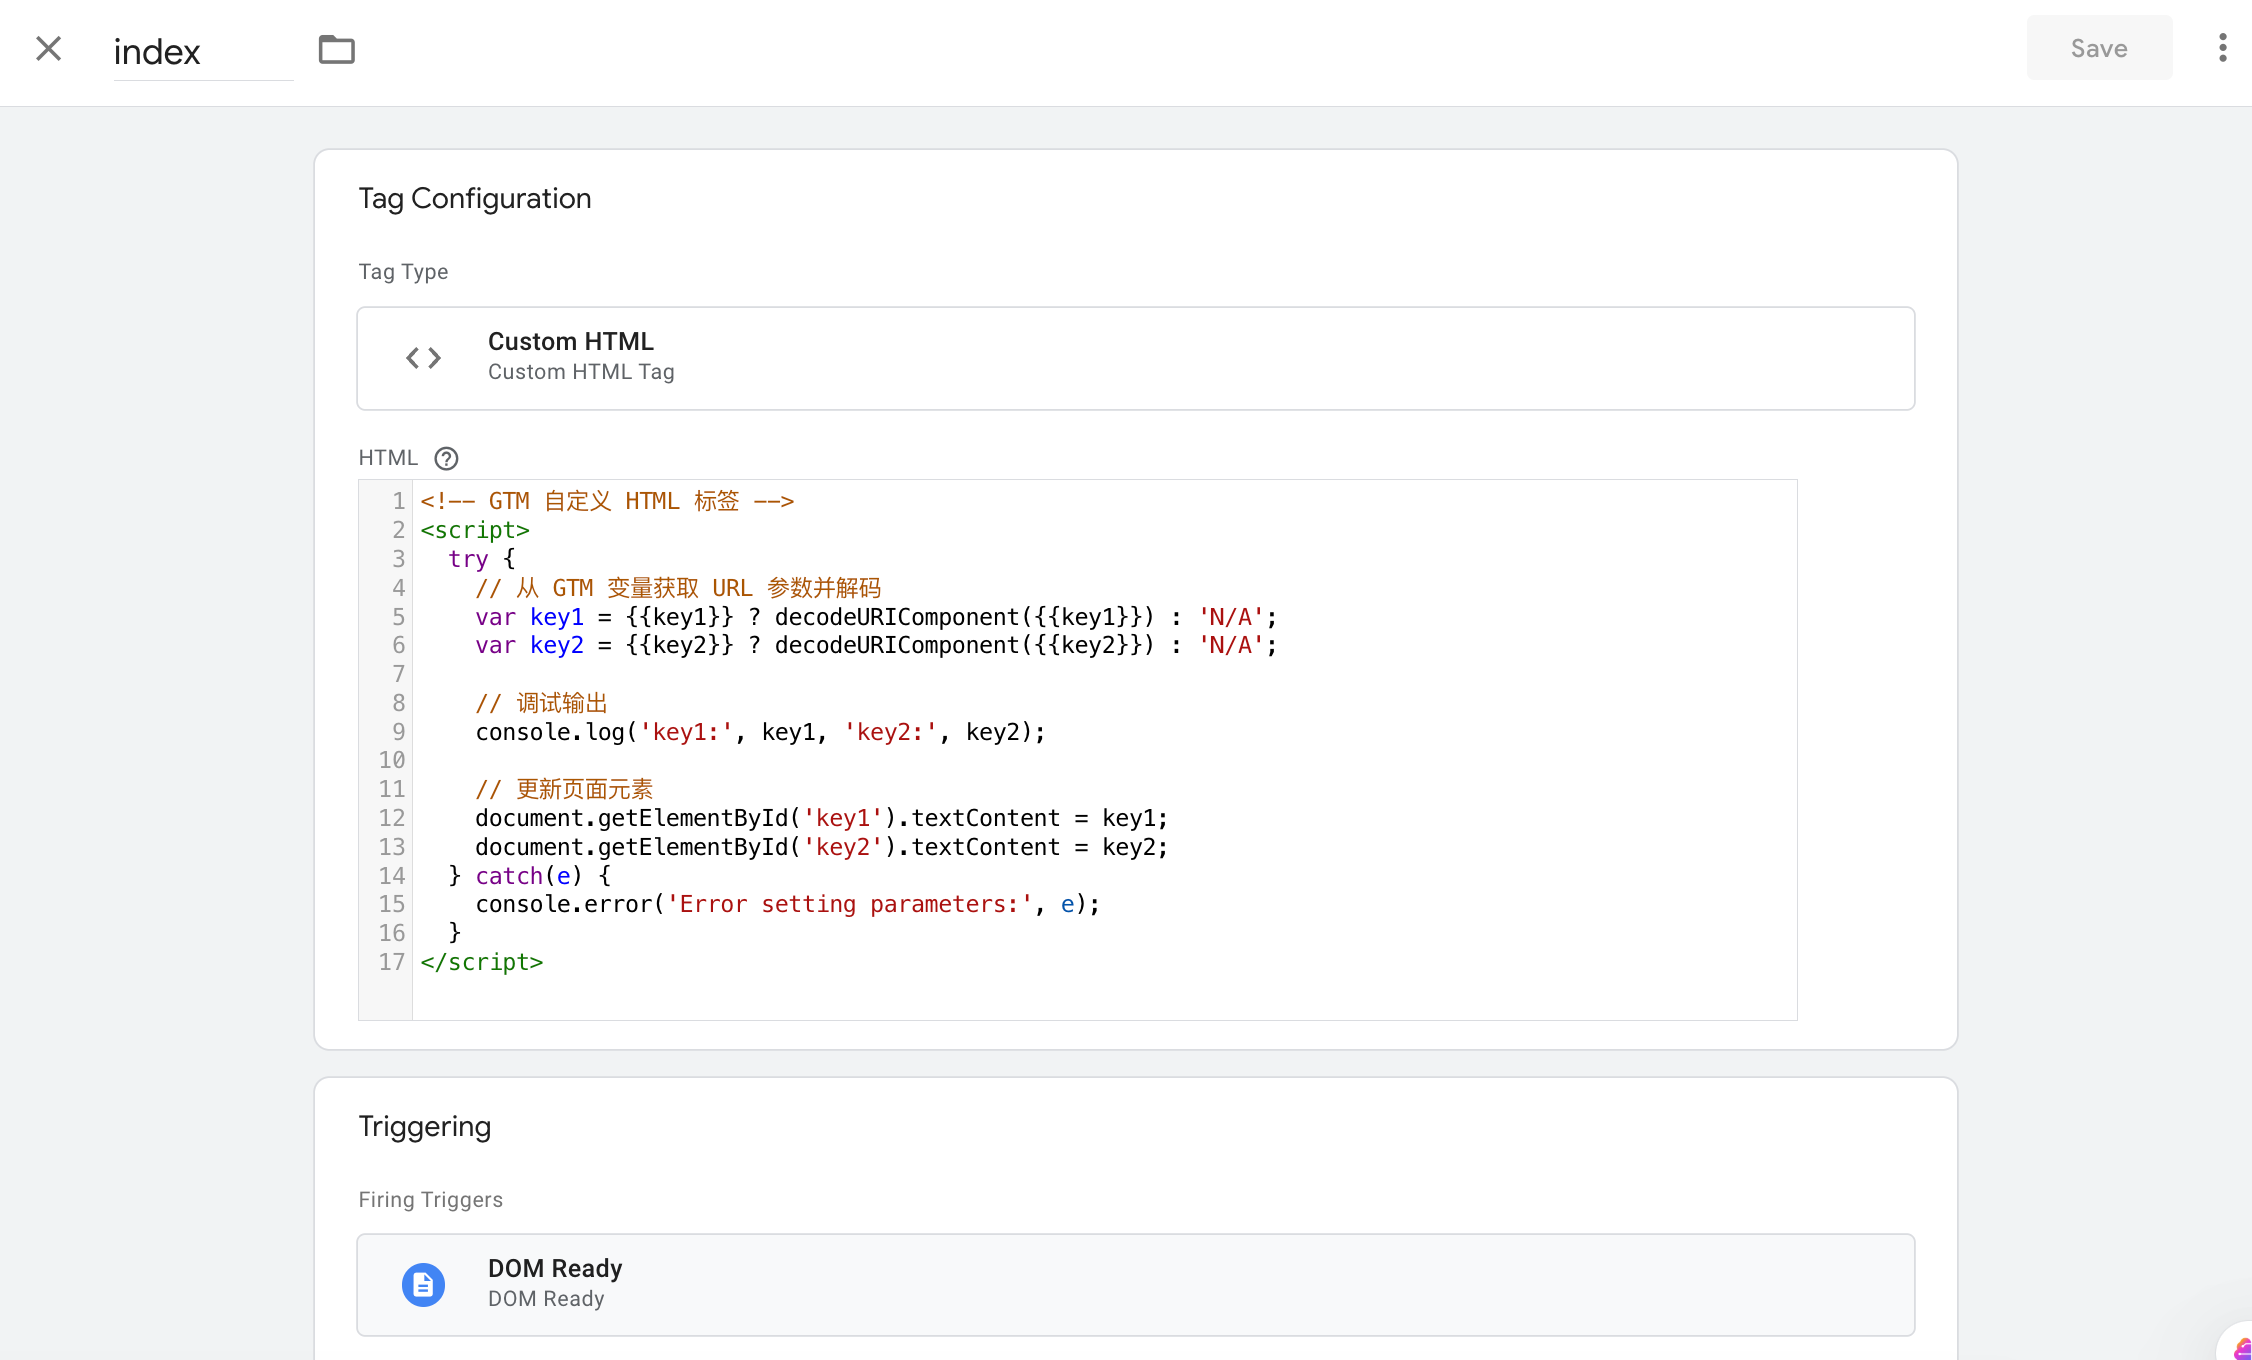 index
Save
Tag Configuration
Tag Type
Custom HTML
Custom HTML Tag
HTML
1 <!-- GTM 自定义 HTML 标签 -->
2 <script>
3   try {
4     // 从 GTM 变量获取 URL 参数并解码
5     var key1 = {{key1}} ? decodeURIComponent({{key1}}) : 'N/A';
6     var key2 = {{key2}} ? decodeURIComponent({{key2}}) : 'N/A';
7
8     // 调试输出
9     console.log('key1:', key1, 'key2:', key2);
10
11     // 更新页面元素
12     document.getElementById('key1').textContent = key1;
13     document.getElementById('key2').textContent = key2;
14   } catch(e) {
15     console.error('Error setting parameters:', e);
16   }
17 </script>
Triggering
Firing Triggers
DOM Ready
DOM Ready